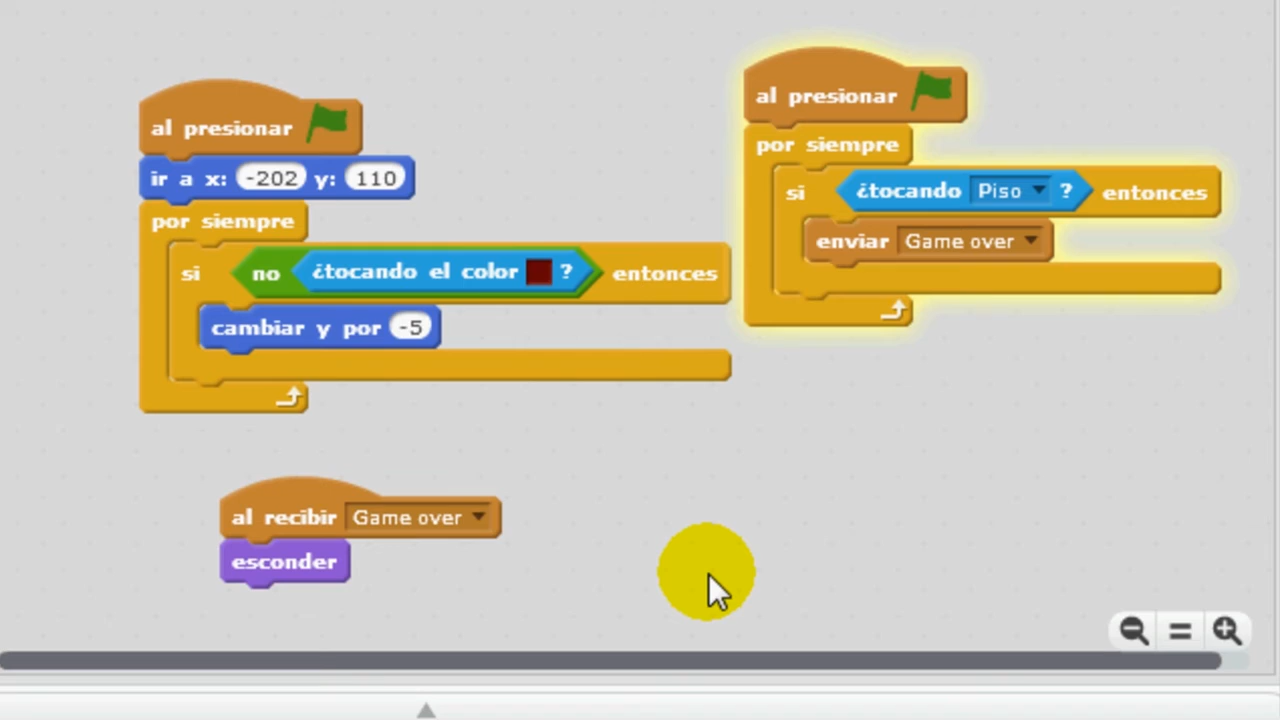 al presionar
ir a x: -202 y: 110
por siempre
si no ¿tocando el color ? entonces
cambiar y por -5
al recibir Game over
esconder
al presionar
por siempre
si ¿tocando Piso ? entonces
enviar Game over